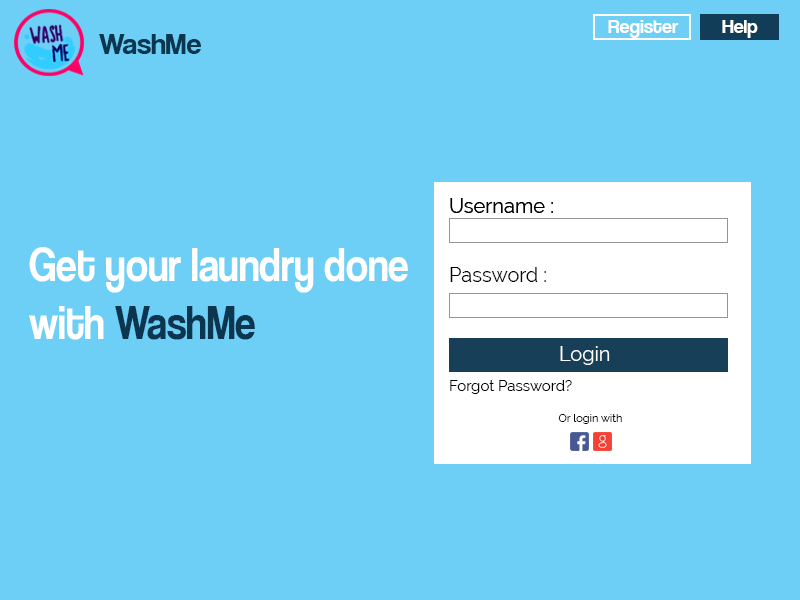 WASH
ME
WashMe
Register
Help
Get your laundry done
with WashMe
Username :
Password :
Login
Forgot Password?
Or login with
f
g